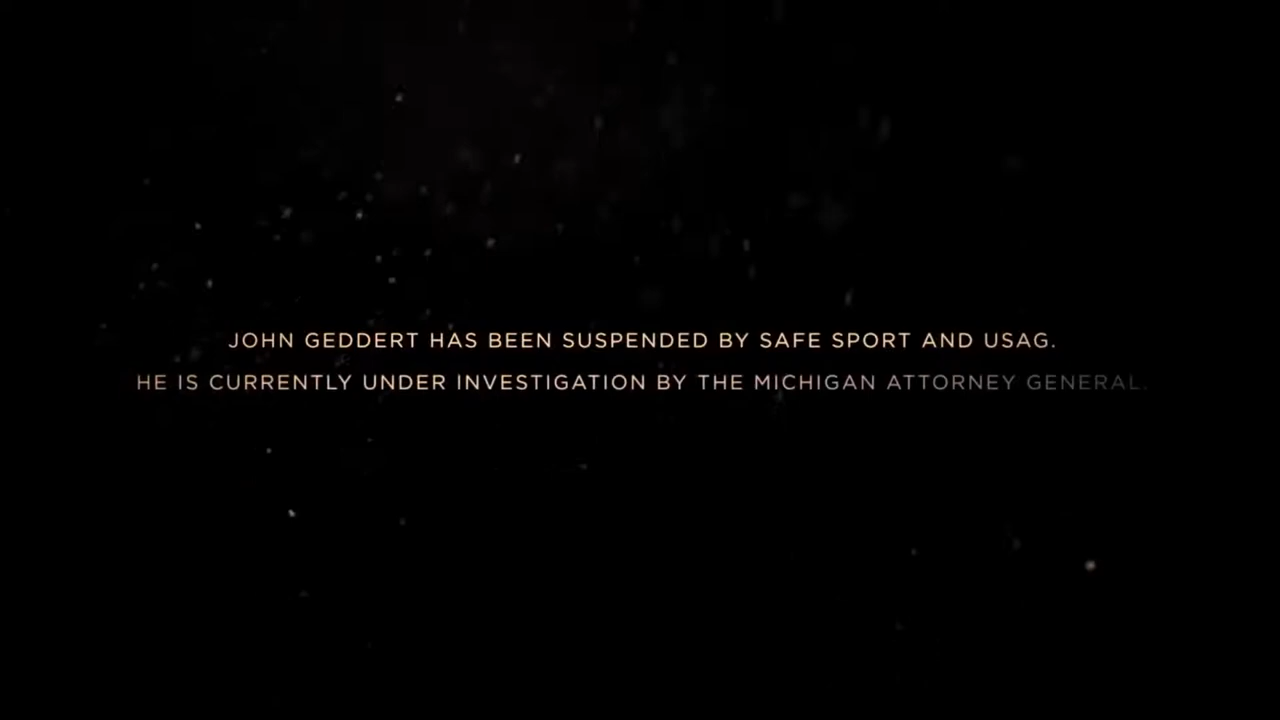 JOHN GEDDERT HAS BEEN SUSPENDED BY SAFE SPORT AND USAG.
HE IS CURRENTLY UNDER INVESTIGATION BY THE MICHIGAN ATTORNEY GENERAL.